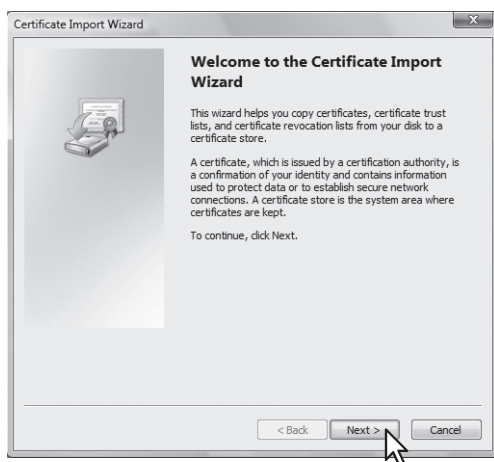 Certificate Import Wizard
x
Welcome to the Certificate Import
Wizard
This wizard helps you copy certificates, certificate trust
lists, and certificate revocation lists from your disk to a
certificate store.
A certificate, which is issued by a certification authority, is
a confirmation of your identity and contains information
used to protect data or to establish secure network
connections. A certificate store is the system area where
certificates are kept.
To continue, click Next.
< Back Next > Cancel